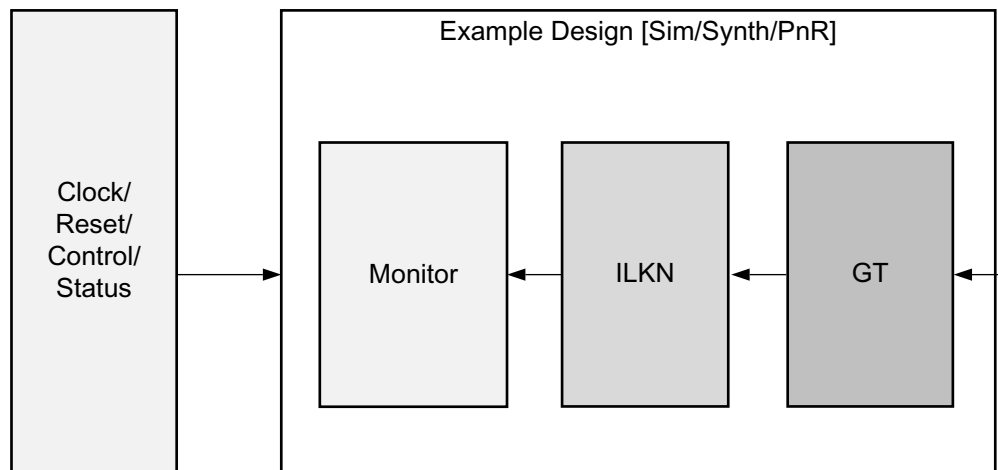 Example Design [Sim/Synth/PnR]
Clock/
Reset/
Control/
Status
Monitor
ILKN
GT